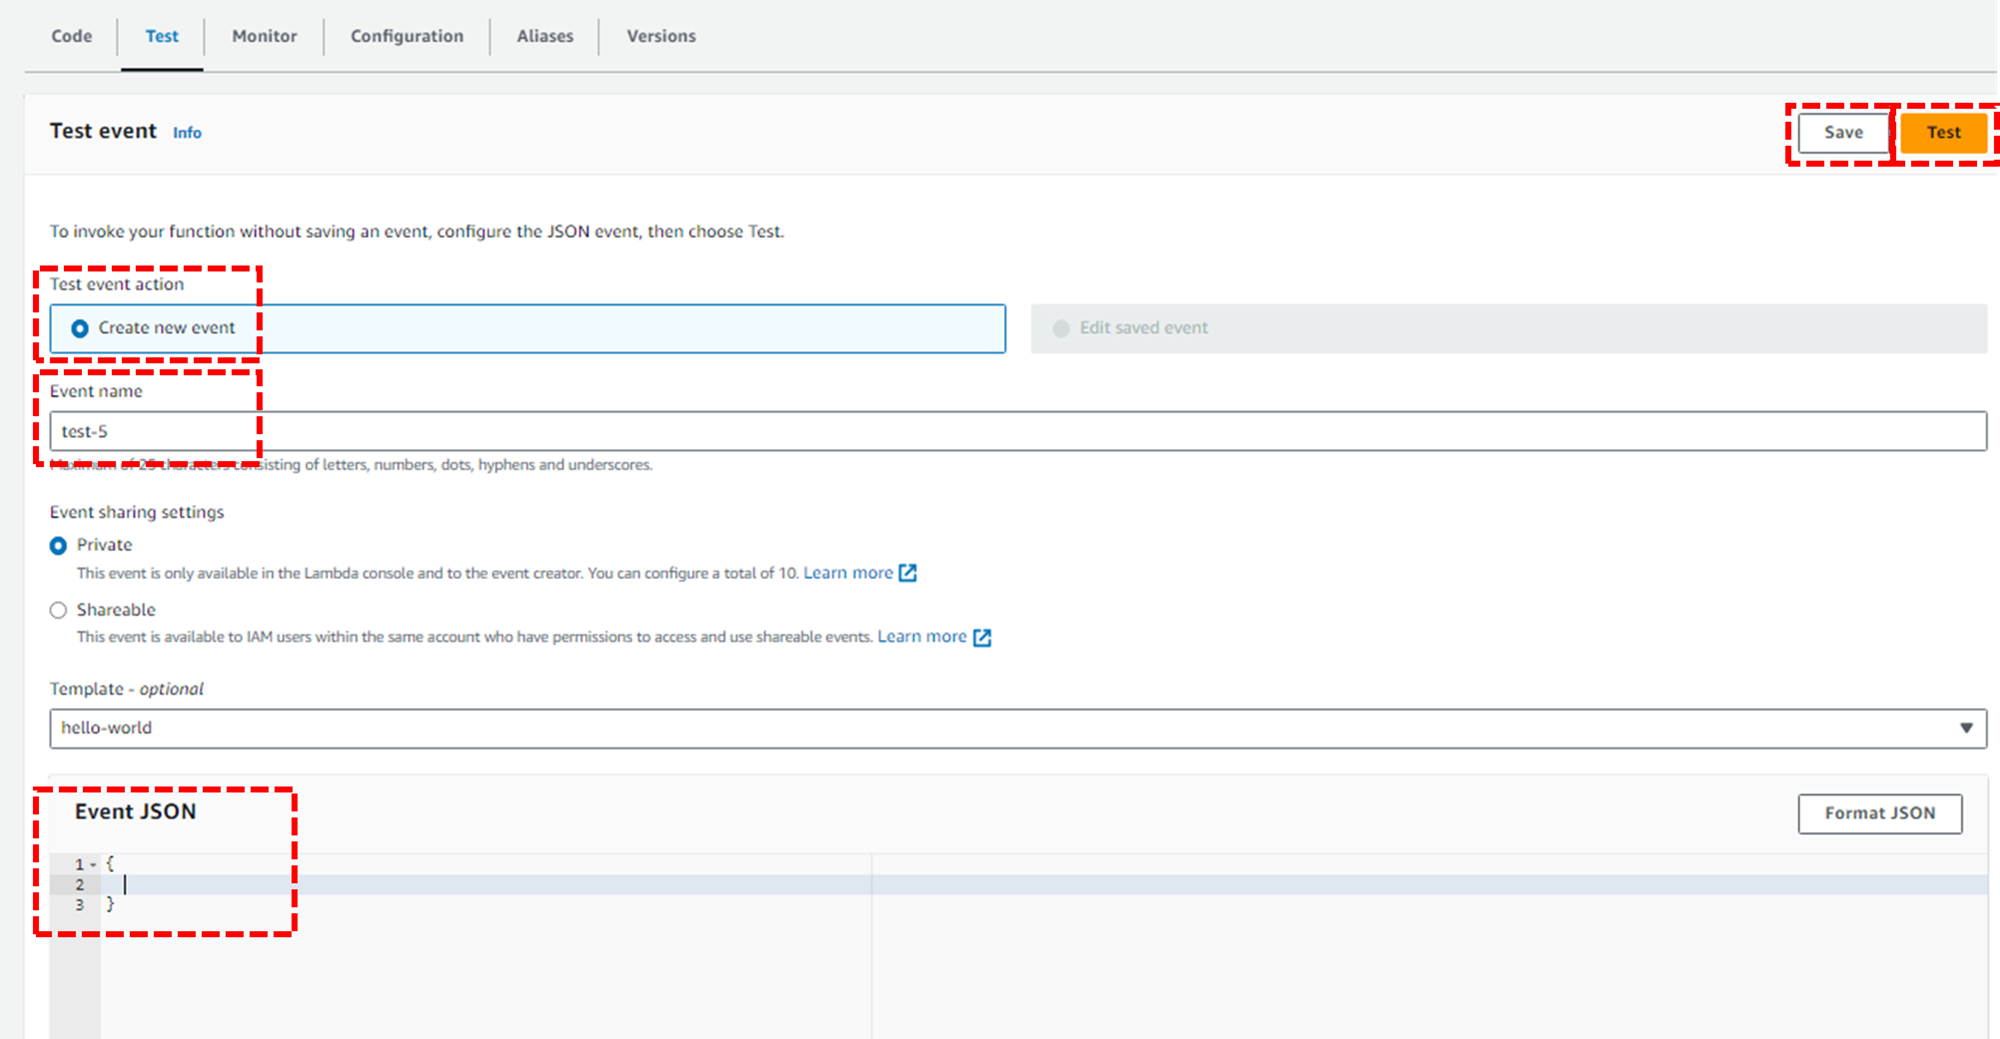 Code Test Monitor Configuration Aliases Versions
Test event Info Save Test
To invoke your function without saving an event, configure the JSON event, then choose Test.
Test event action
Create new event Edit saved event
Event name
test-5
Maximum of 25 characters consisting of letters, numbers, dots, hyphens and underscores.
Event sharing settings
Private
This event is only available in the Lambda console and to the event creator. You can configure a total of 10. Learn more
Shareable
This event is available to IAM users within the same account who have permissions to access and use shareable events. Learn more
Template - optional
hello-world
Event JSON Format JSON
1 {
2
3 }